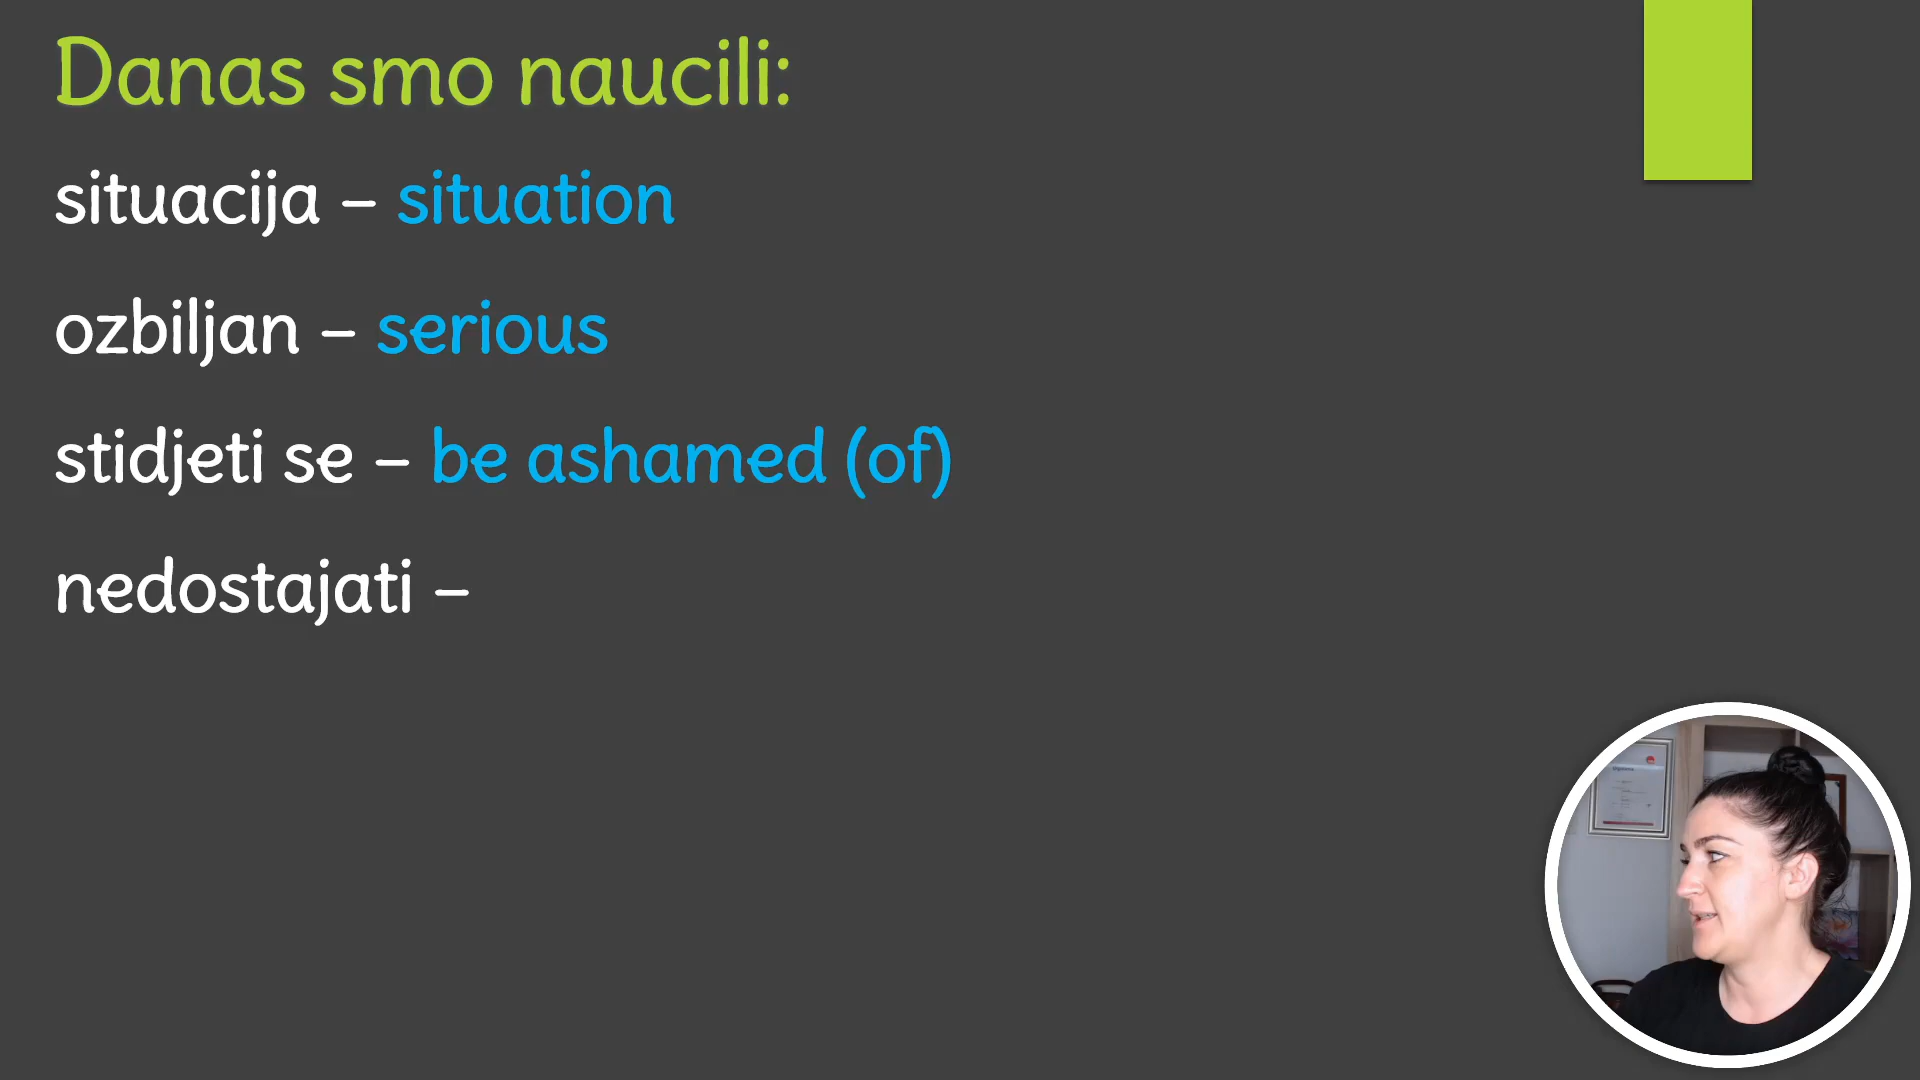 Danas smo naucili:
situacija – situation
ozbiljan – serious
stidjeti se – be ashamed (of)
nedostajati –